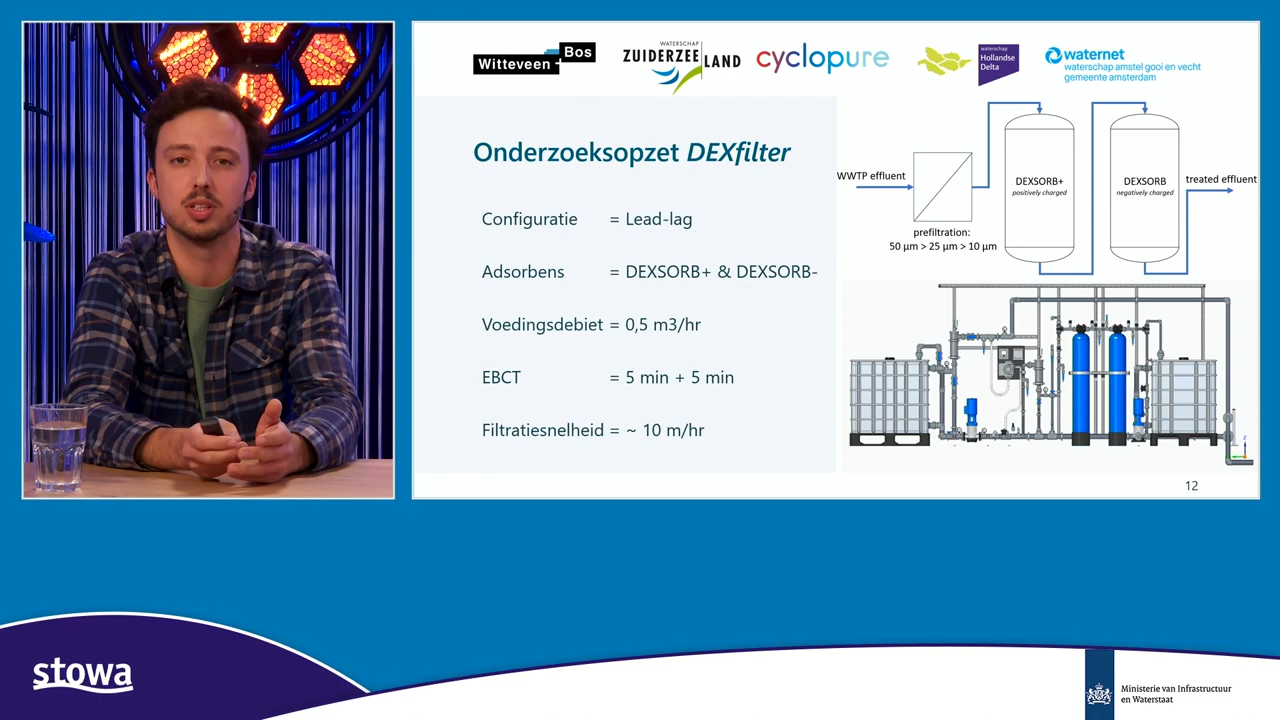 Witteveen+
Bos
WATERSCHAP
ZUIDERZEELAND
cyclopure
waterschap
Hollandse
Delta
waternet
waterschap amstel gooi en vecht
gemeente amsterdam
Onderzoeksopzet DEXfilter
Configuratie = Lead-lag
Adsorbens = DEXSORB+ & DEXSORB-
Voedingsdebiet = 0,5 m3/hr
EBCT = 5 min + 5 min
Filtratiesnelheid = ~ 10 m/hr
WWTP effluent
prefiltration:
50 µm > 25 µm > 10 µm
DEXSORB+
positively charged
DEXSORB
negatively charged
treated effluent
12
stowa
Ministerie van Infrastructuur
en Waterstaat